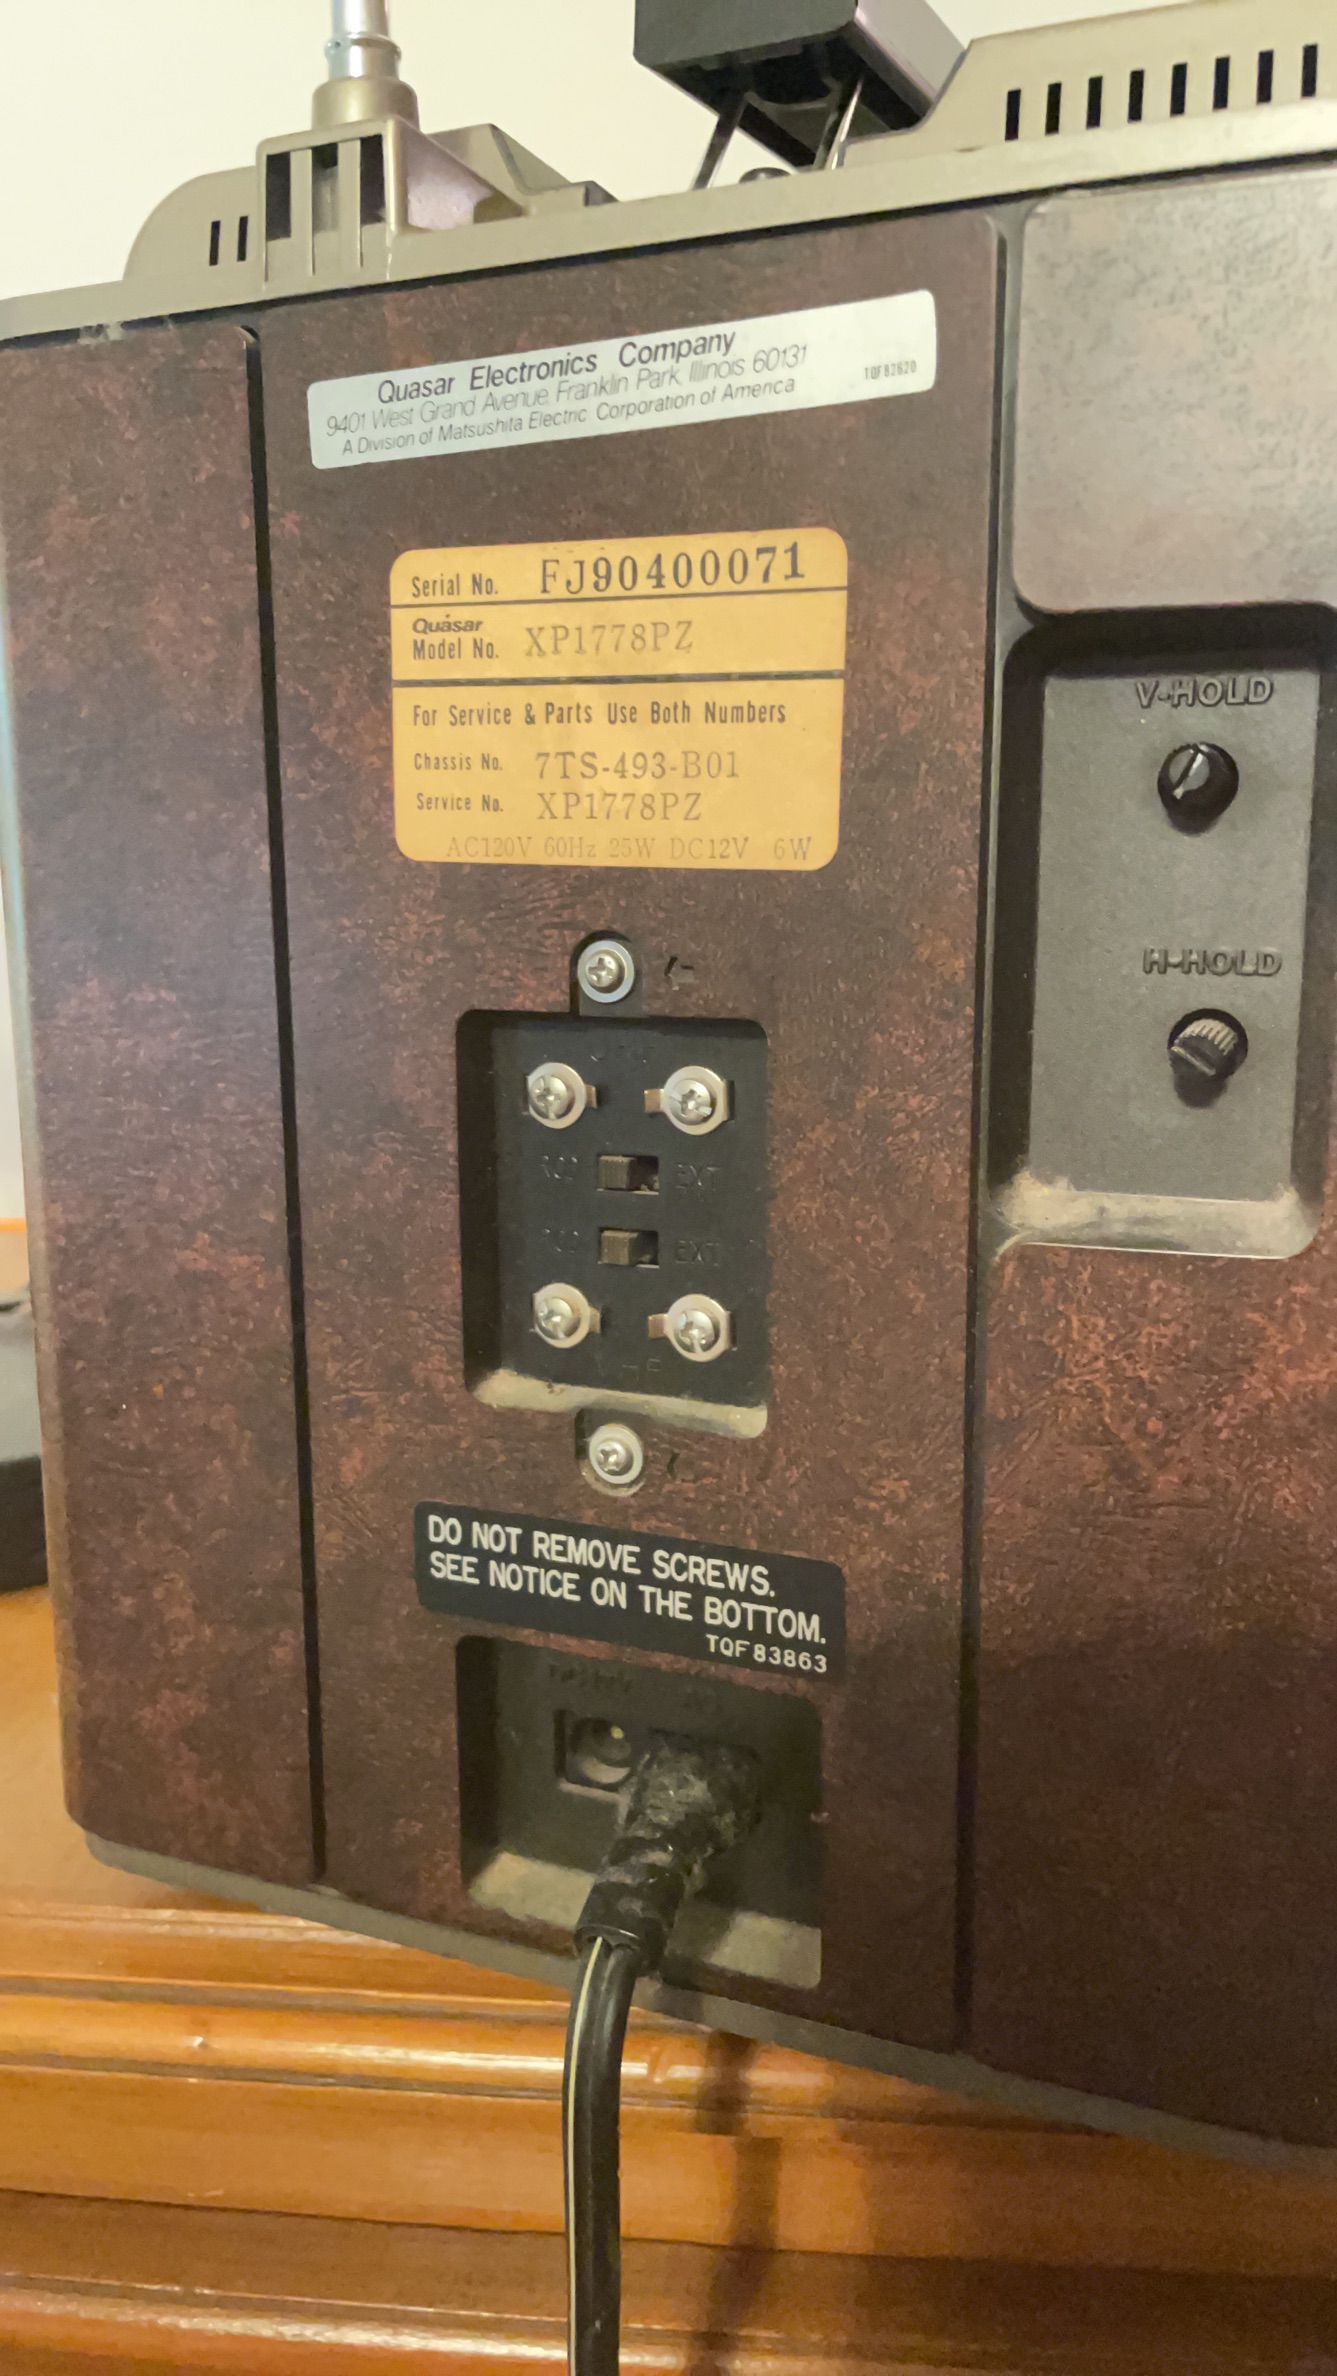 Quasar Electronics Company
9401 West Grand Avenue, Franklin Park, Illinois 60131
A Division of Matsushita Electric Corporation of America
TQF82620
Serial No. FJ90400071
Quasar
Model No. XP1778PZ
For Service & Parts Use Both Numbers
Chassis No. 7TS-493-B01
Service No. XP1778PZ
AC120V 60Hz 25W DC12V 6W
V-HOLD
H-HOLD
EXT
EXT
DO NOT REMOVE SCREWS.
SEE NOTICE ON THE BOTTOM.
TQF83863